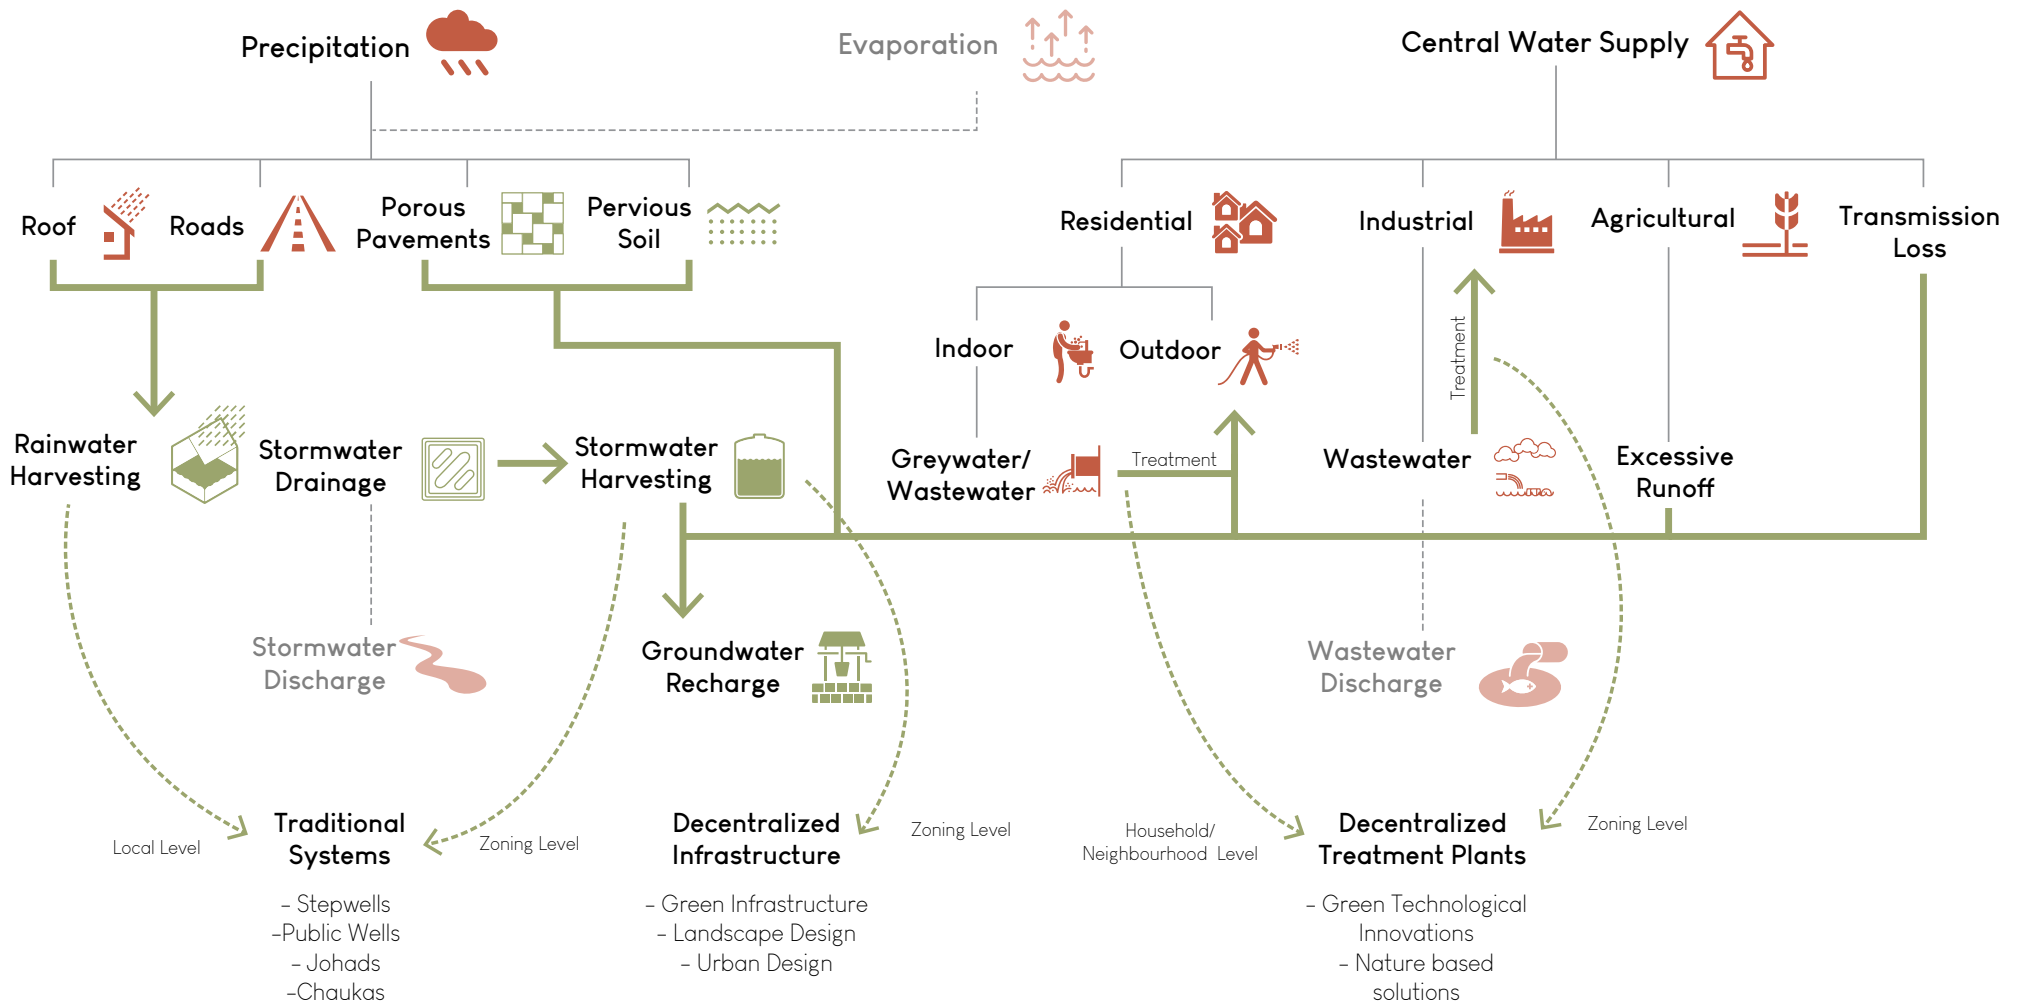 Precipitation
Evaporation
Central Water Supply
Roof
Roads
Porous
Pavements
Pervious
Soil
Residential
Industrial
Agricultural
Transmission
Loss
Indoor
Outdoor
Treatment
Rainwater
Harvesting
Stormwater
Drainage
Stormwater
Harvesting
Greywater/
Wastewater
Treatment
Wastewater
Excessive
Runoff
Stormwater
Discharge
Groundwater
Recharge
Wastewater
Discharge
Local Level
Traditional
Systems
Zoning Level
Decentralized
Infrastructure
Zoning Level
Household/
Neighbourhood Level
Decentralized
Treatment Plants
Zoning Level
- Stepwells
-Public Wells
- Johads
-Chaukas
- Green Infrastructure
- Landscape Design
- Urban Design
- Green Technological
Innovations
- Nature based
solutions